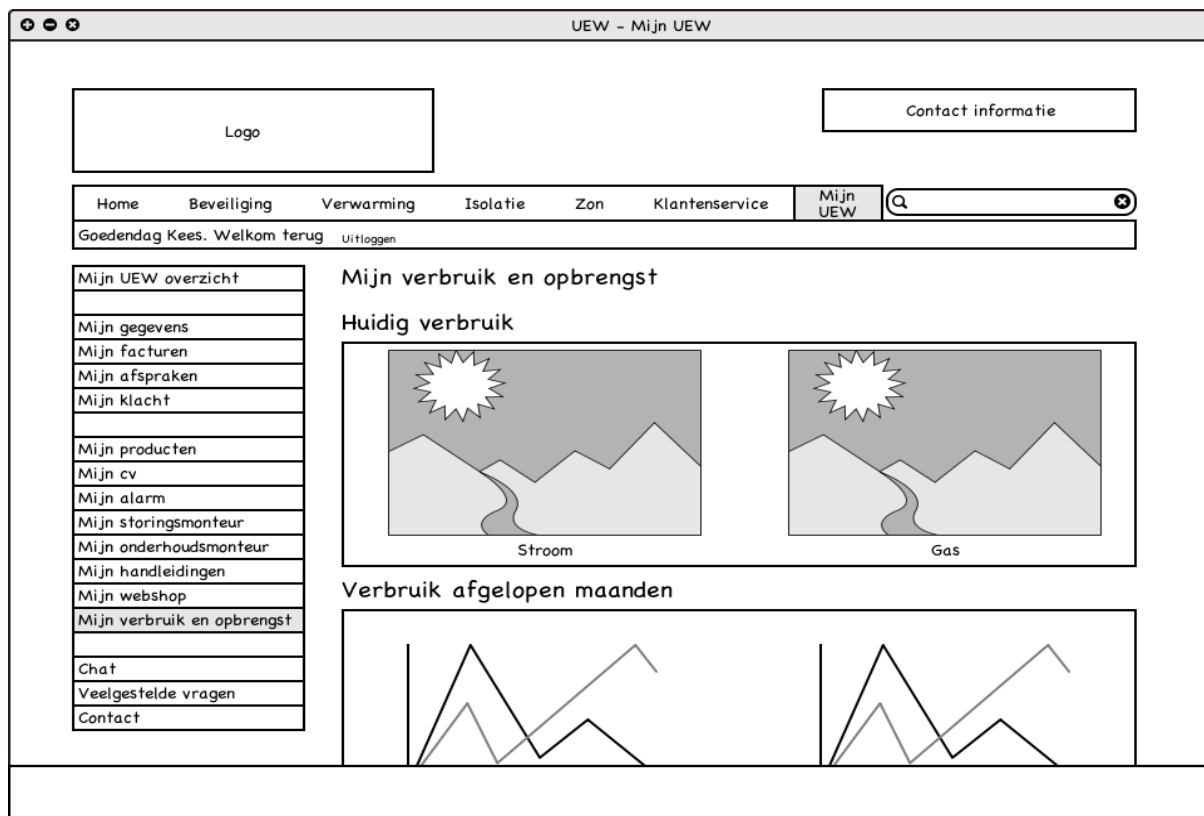 UEW - Mijn UEW
Logo
Contact informatie
Home Beveiliging Verwarming Isolatie Zon Klantenservice Mijn UEW
Goedendag Kees. Welkom terug Uitloggen
Mijn UEW overzicht
Mijn gegevens
Mijn facturen
Mijn afspraken
Mijn klacht
Mijn producten
Mijn cv
Mijn alarm
Mijn storingsmonteur
Mijn onderhoudsmonteur
Mijn handleidingen
Mijn webshop
Mijn verbruik en opbrengst
Chat
Veelgestelde vragen
Contact
Mijn verbruik en opbrengst
Huidig verbruik
Stroom Gas
Verbruik afgelopen maanden